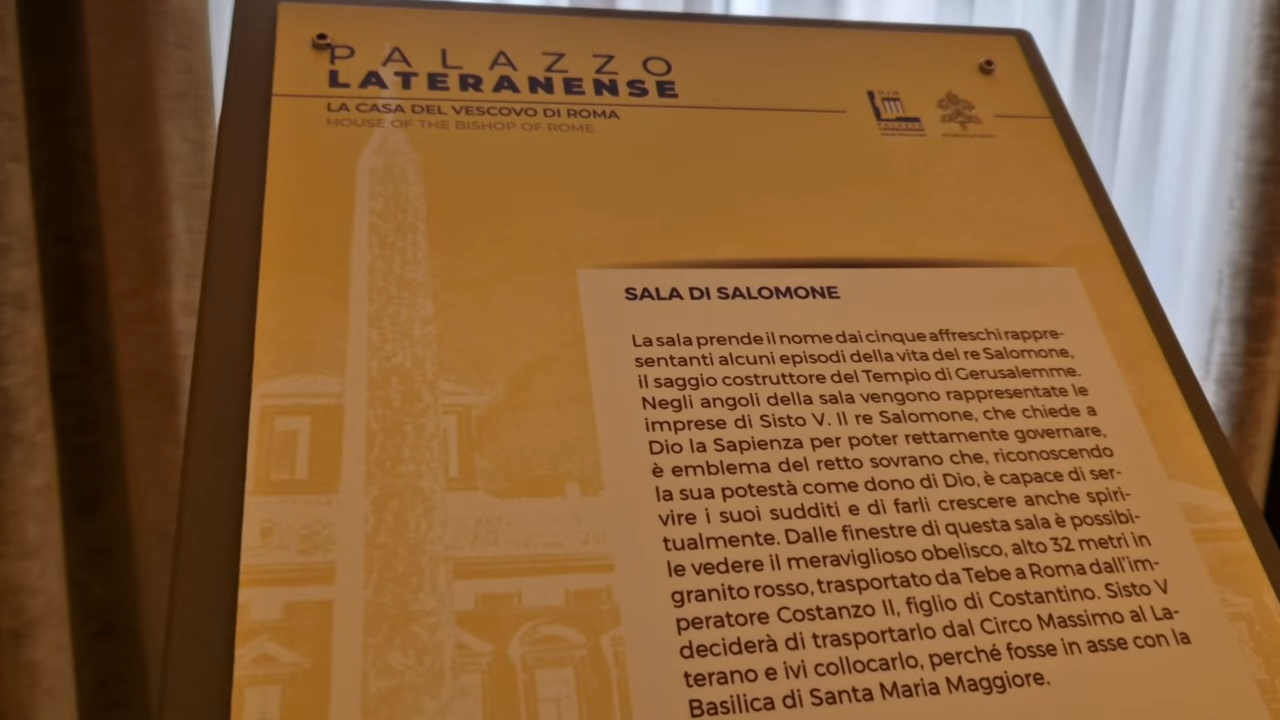 PALAZZO
LATERANENSE
LA CASA DEL VESCOVO DI ROMA
HOUSE OF THE BISHOP OF ROME
SALA DI SALOMONE
La sala prende il nome dai cinque affreschi rappre-
sentanti alcuni episodi della vita del re Salomone,
il saggio costruttore del Tempio di Gerusalemme.
Negli angoli della sala vengono rappresentate le
imprese di Sisto V. Il re Salomone, che chiede a
Dio la Sapienza per poter rettamente governare,
è emblema del retto sovrano che, riconoscendo
la sua potestà come dono di Dio, è capace di ser-
vire i suoi sudditi e di farli crescere anche spiri-
tualmente. Dalle finestre di questa sala è possibi-
le vedere il meraviglioso obelisco, alto 32 metri in
granito rosso, trasportato da Tebe a Roma dall'im-
peratore Costanzo II, figlio di Costantino. Sisto V
deciderà di trasportarlo dal Circo Massimo al La-
terano e ivi collocarlo, perché fosse in asse con la
Basilica di Santa Maria Maggiore.